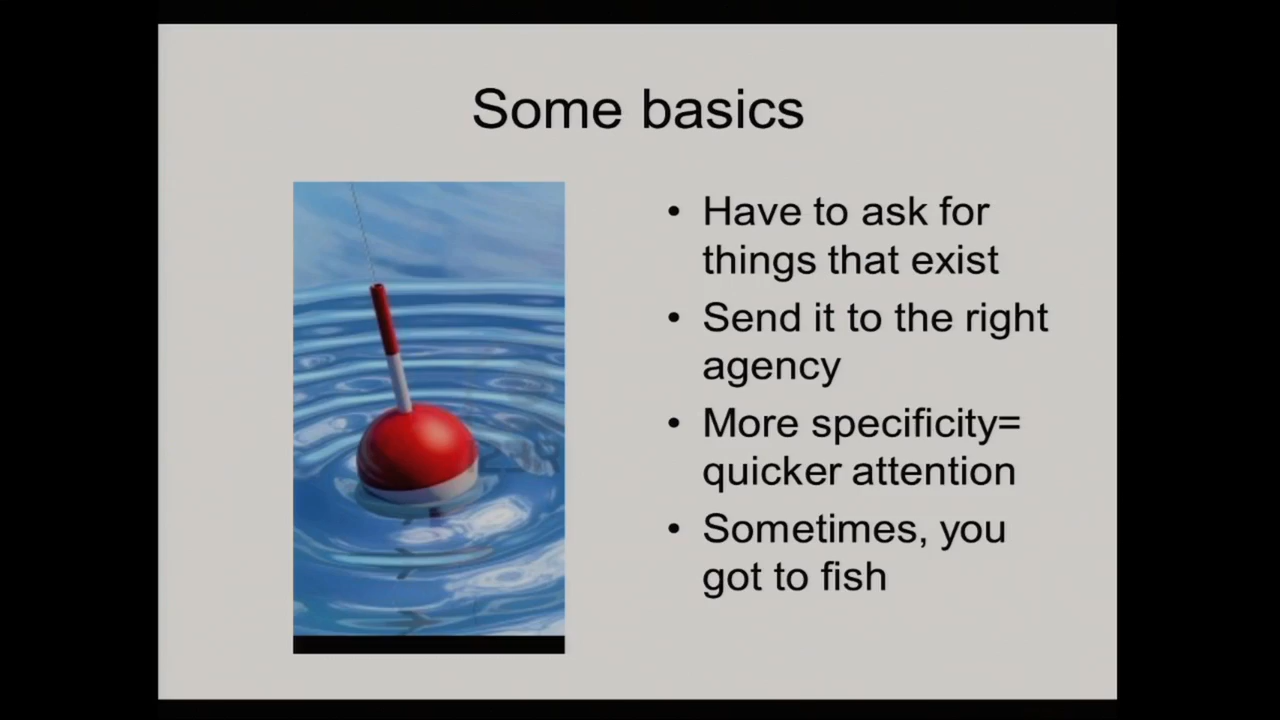 Some basics
• Have to ask for
things that exist
• Send it to the right
agency
• More specificity=
quicker attention
• Sometimes, you
got to fish